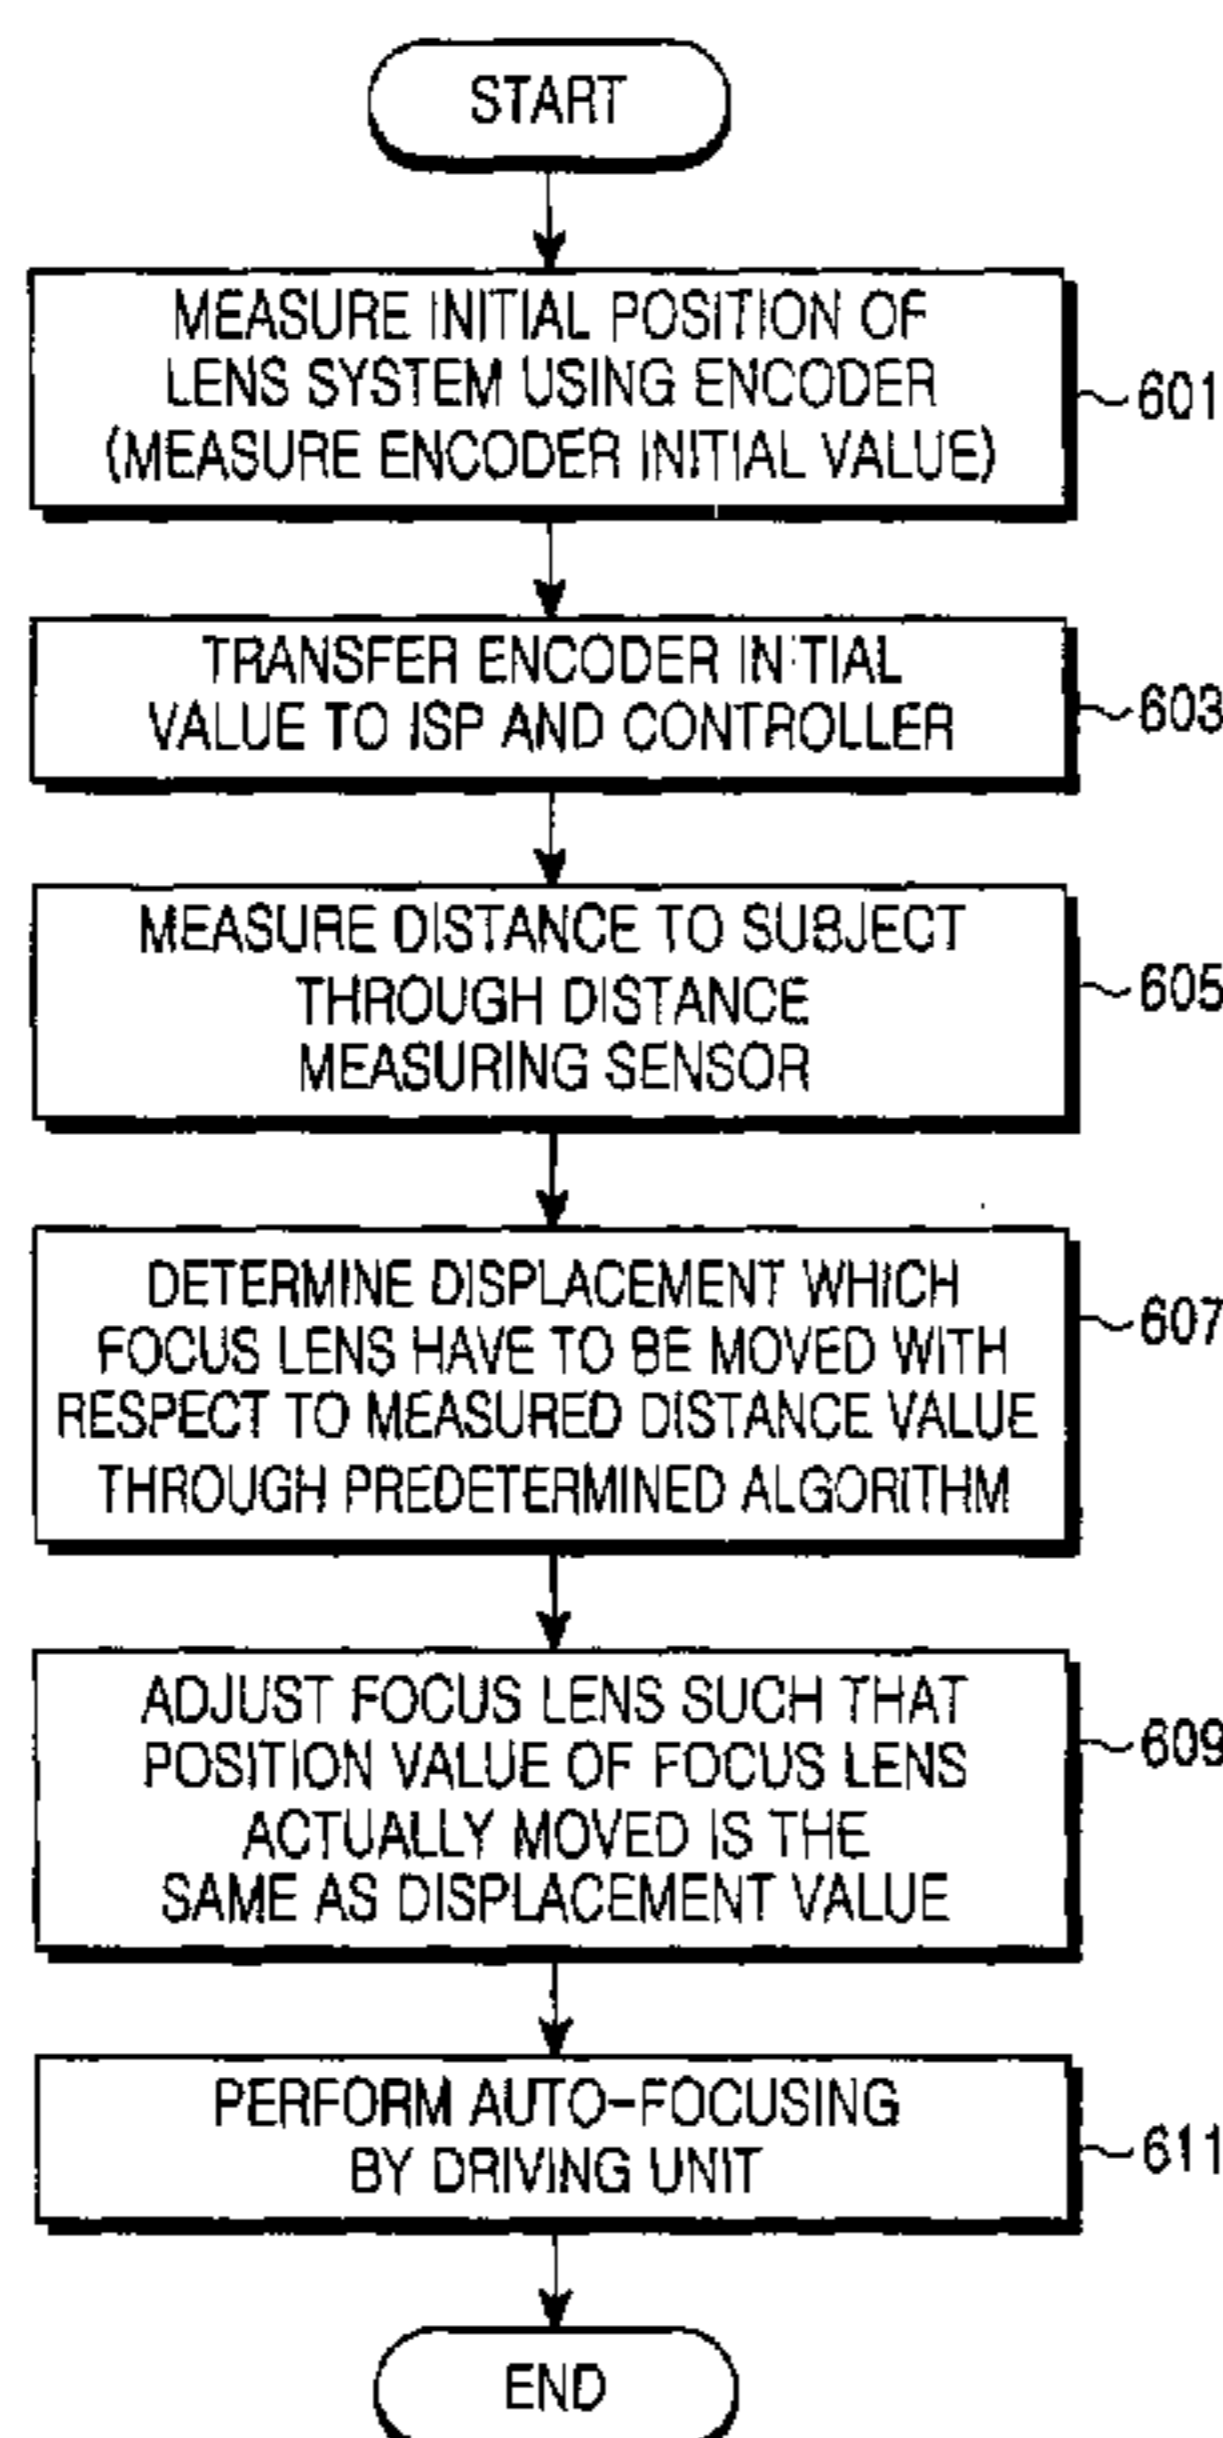 START
MEASURE INITIAL POSITION OF
LENS SYSTEM USING ENCODER
(MEASURE ENCODER INITIAL VALUE)
601
TRANSFER ENCODER INITIAL
VALUE TO ISP AND CONTROLLER
603
MEASURE DISTANCE TO SUBJECT
THROUGH DISTANCE
MEASURING SENSOR
605
DETERMINE DISPLACEMENT WHICH
FOCUS LENS HAVE TO BE MOVED WITH
RESPECT TO MEASURED DISTANCE VALUE
THROUGH PREDETERMINED ALGORITHM
607
ADJUST FOCUS LENS SUCH THAT
POSITION VALUE OF FOCUS LENS
ACTUALLY MOVED IS THE
SAME AS DISPLACEMENT VALUE
609
PERFORM AUTO-FOCUSING
BY DRIVING UNIT
611
END